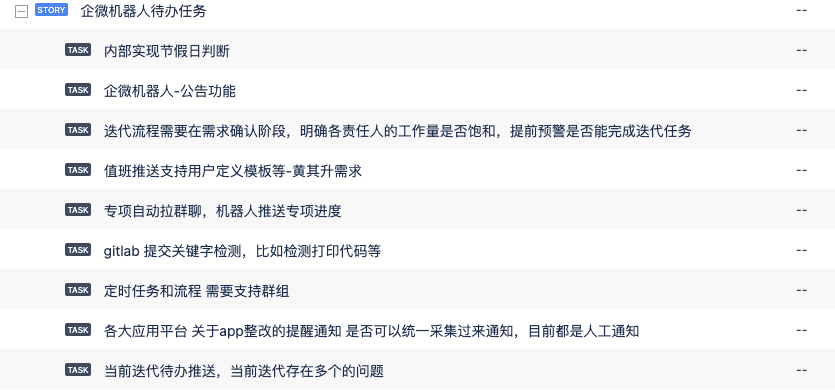 STORY 企微机器人待办任务 --
TASK 内部实现节假日判断 --
TASK 企微机器人-公告功能 --
TASK 迭代流程需要在需求确认阶段，明确各责任人的工作量是否饱和，提前预警是否能完成迭代任务 --
TASK 值班推送支持用户定义模板等-黄其升需求 --
TASK 专项自动拉群聊，机器人推送专项进度 --
TASK gitlab 提交关键字检测，比如检测打印代码等 --
TASK 定时任务和流程 需要支持群组 --
TASK 各大应用平台 关于app整改的提醒通知 是否可以统一采集过来通知，目前都是人工通知 --
TASK 当前迭代待办推送，当前迭代存在多个的问题 --